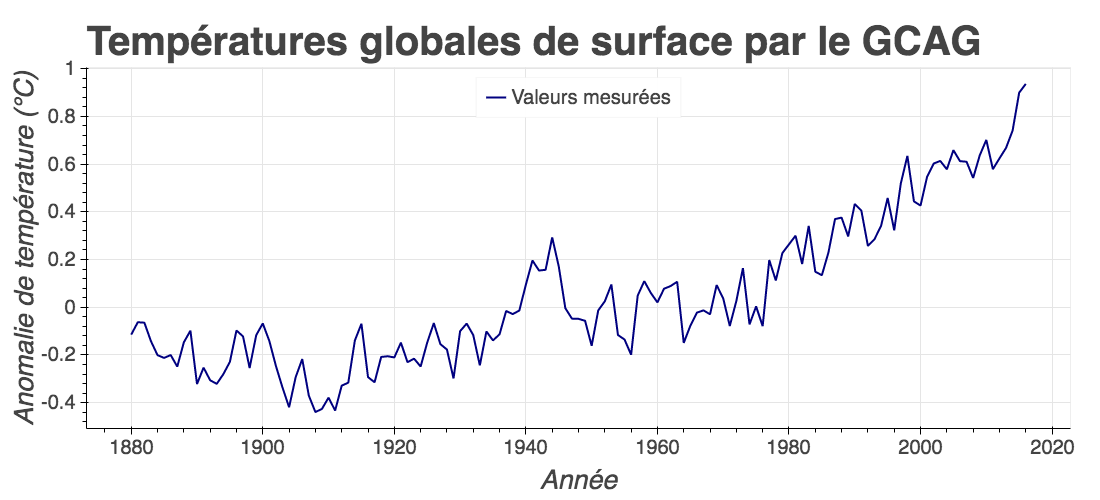 Températures globales de surface par le GCAG
Anomalie de température (°C)
1
0.8
0.6
0.4
0.2
0
-0.2
-0.4
Valeurs mesurées
1880 1900 1920 1940 1960 1980 2000 2020
Année